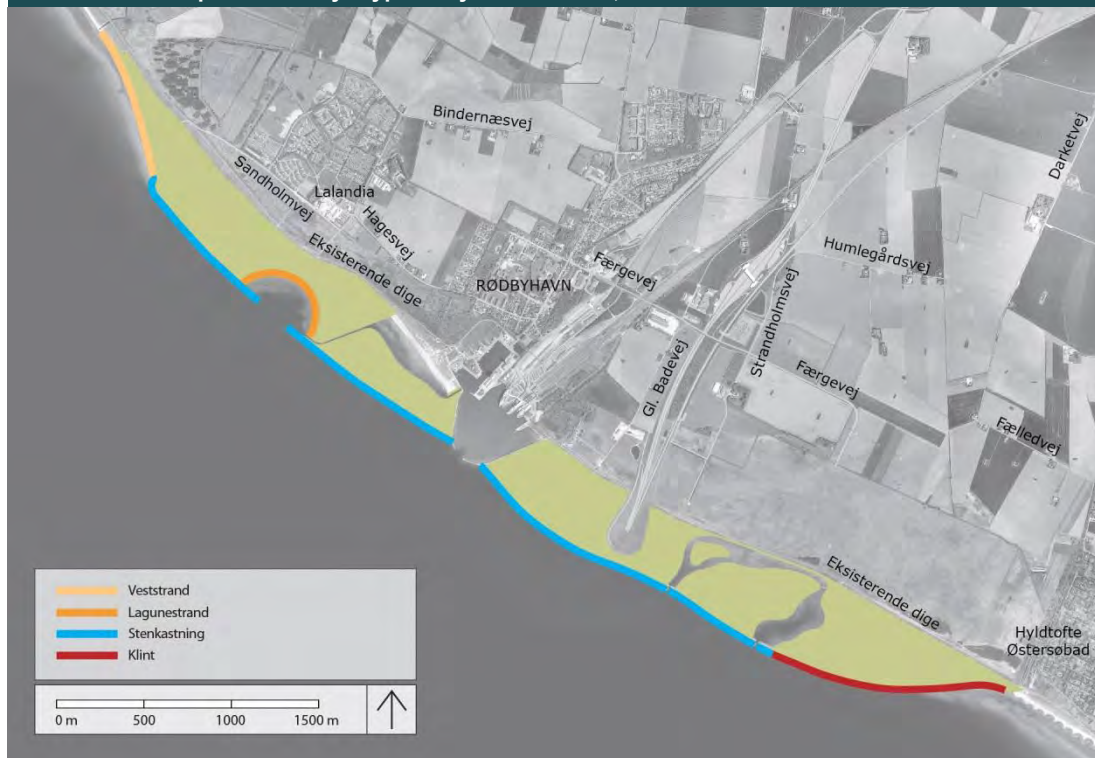 Bindernæsvej
Darketvej
Sandholmvej
Lalandia
Hagesvej
Eksisterende dige
RØDBYHAVN
Færgevej
Humlegårdsvej
Strandholmsvej
Gl. Badevej
Færgevej
Fælledvej
Eksisterende dige
Hyldtofte
Østersøbad
Veststrand
Lagunestrand
Stenkastning
Klint
0 m 500 1000 1500 m